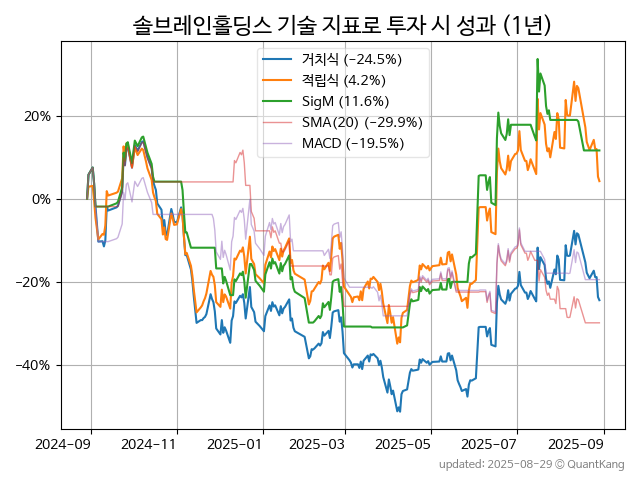 솔브레인홀딩스 기술 지표로 투자 시 성과 (1년)
거치식 (-24.5%)
적립식 (4.2%)
SigM (11.6%)
SMA(20) (-29.9%)
MACD (-19.5%)
20%
0%
−20%
−40%
2024-09 2024-11 2025-01 2025-03 2025-05 2025-07 2025-09
updated: 2025-08-29 © QuantKang